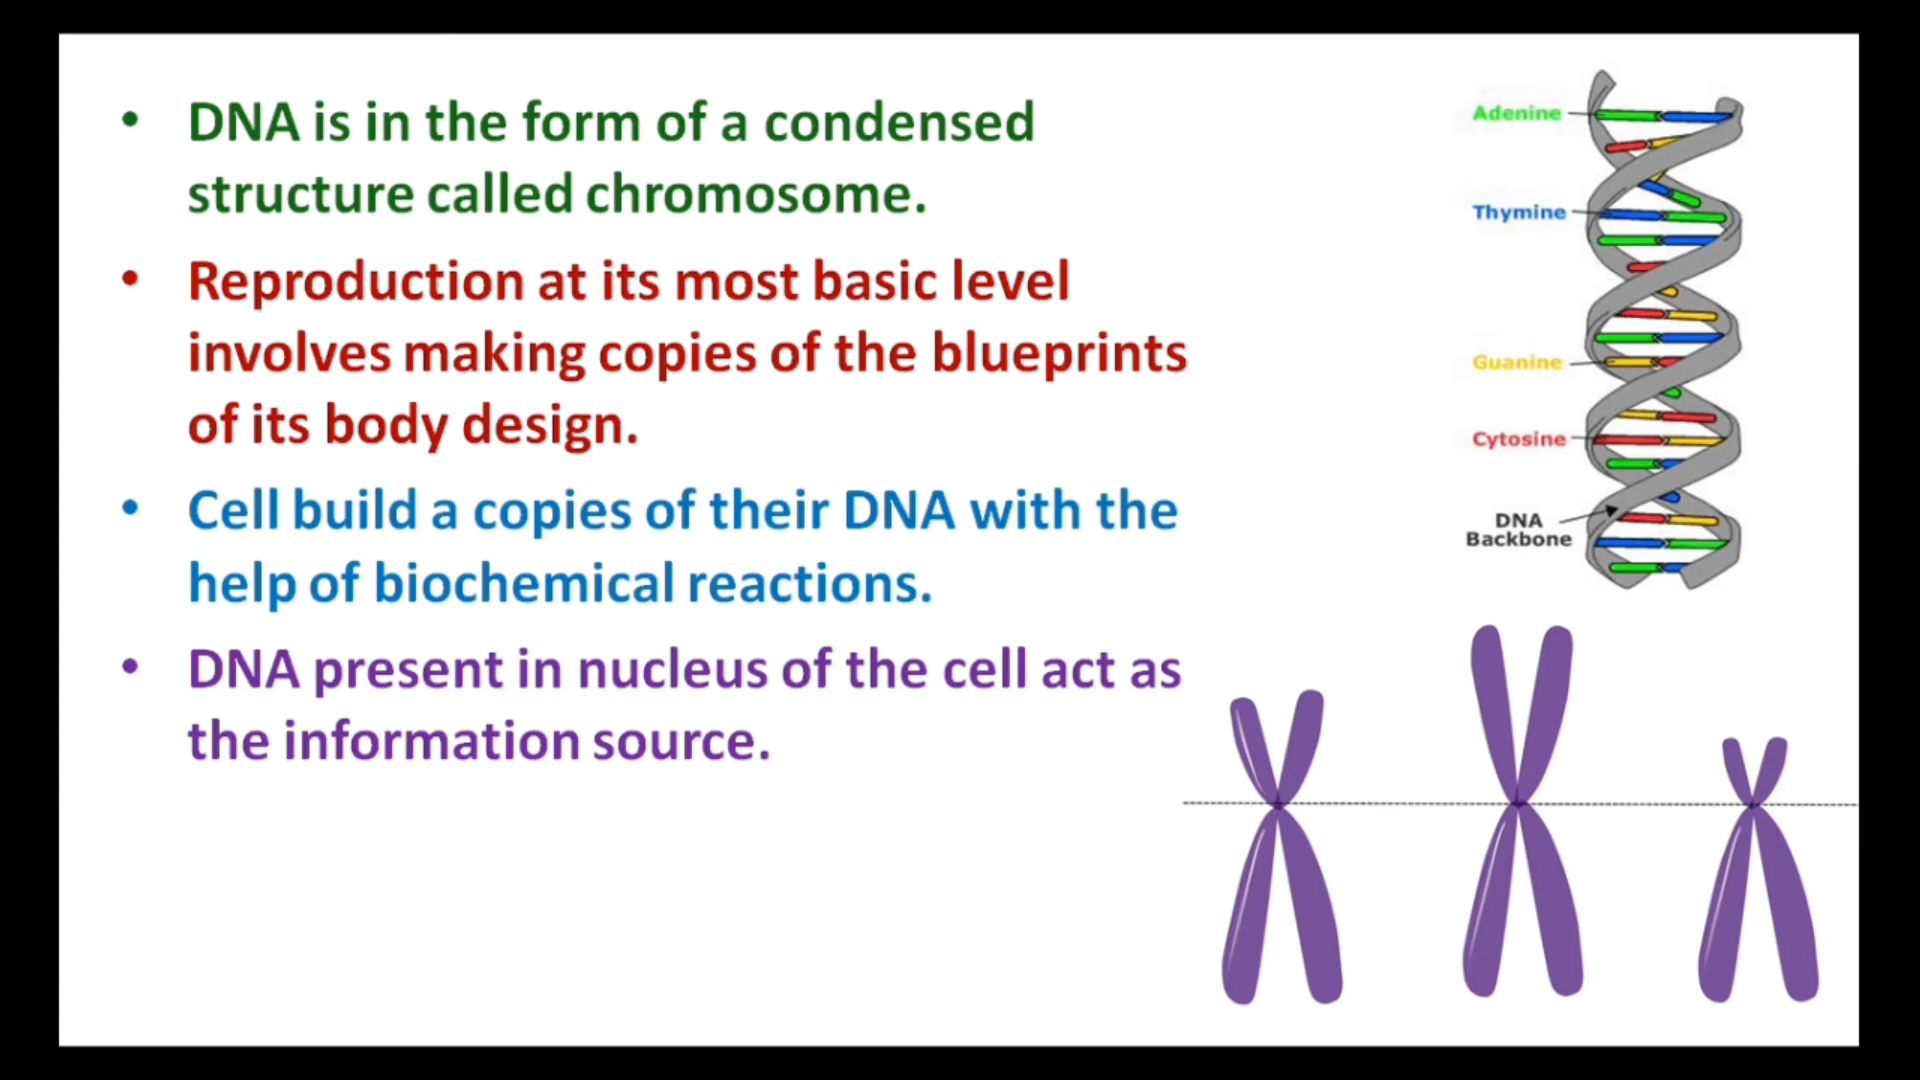 • DNA is in the form of a condensed
structure called chromosome.
• Reproduction at its most basic level
involves making copies of the blueprints
of its body design.
• Cell build a copies of their DNA with the
help of biochemical reactions.
• DNA present in nucleus of the cell act as
the information source.
Adenine
Thymine
Guanine
Cytosine
DNA
Backbone